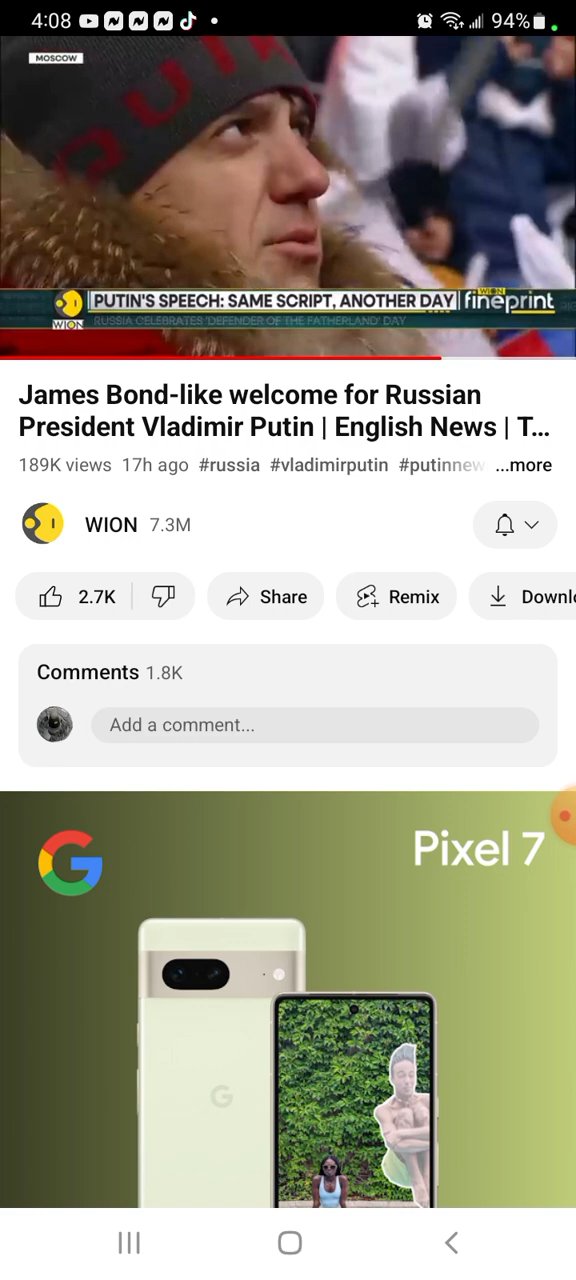 4:08
94%
MOSCOW
PUTIN'S SPEECH: SAME SCRIPT, ANOTHER DAY
WION
fineprint
WION
RUSSIA CELEBRATES 'DEFENDER OF THE FATHERLAND' DAY
James Bond-like welcome for Russian
President Vladimir Putin | English News | T...
189K views 17h ago #russia #vladimirputin #putinnew ...more
WION 7.3M
2.7K Share Remix Downlo
Comments 1.8K
Add a comment...
G
Pixel 7
G